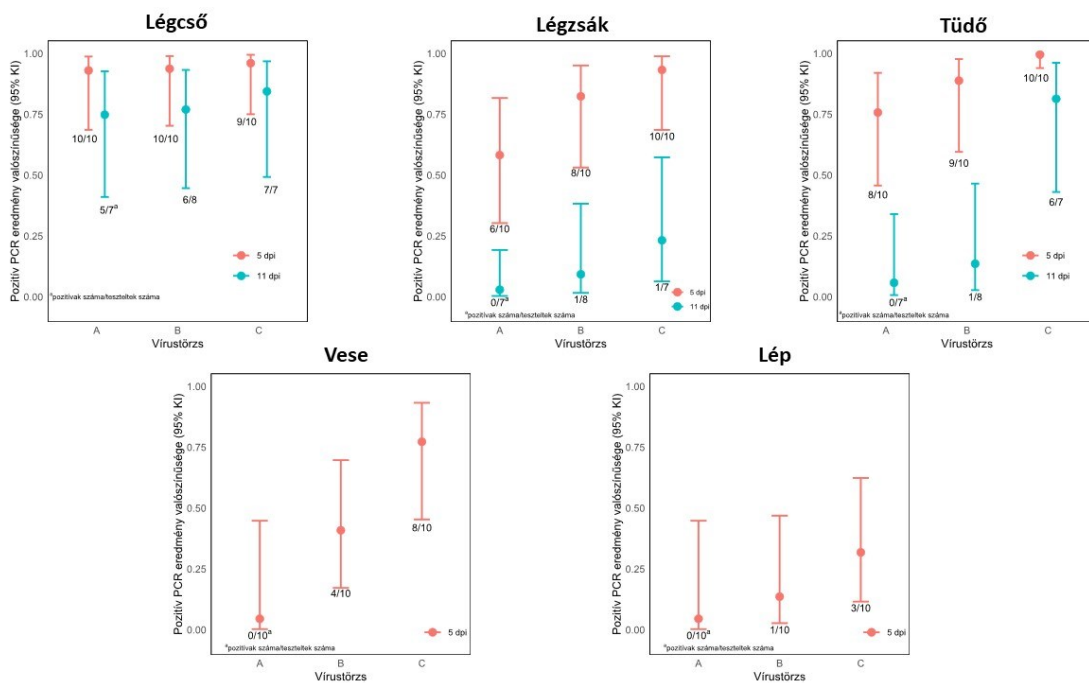 Légcső
Pozitív PCR eredmény valószínűsége (95% KI)
1.00
0.75
0.50
0.25
0.00
10/10
10/10
9/10
5/7ᵃ
6/8
7/7
5 dpi
11 dpi
ᵃpozitívak száma/teszteltek száma
A B C
Vírustörzs
Légzsák
Pozitív PCR eredmény valószínűsége (95% KI)
1.00
0.75
0.50
0.25
0.00
6/10
8/10
10/10
0/7ᵃ
1/8
1/7
5 dpi
11 dpi
ᵃpozitívak száma/teszteltek száma
A B C
Vírustörzs
Tüdő
Pozitív PCR eredmény valószínűsége (95% KI)
1.00
0.75
0.50
0.25
0.00
8/10
9/10
10/10
0/7ᵃ
1/8
6/7
5 dpi
11 dpi
ᵃpozitívak száma/teszteltek száma
A B C
Vírustörzs
Vese
Pozitív PCR eredmény valószínűsége (95% KI)
1.00
0.75
0.50
0.25
0.00
0/10ᵃ
4/10
8/10
5 dpi
ᵃpozitívak száma/teszteltek száma
A B C
Vírustörzs
Lép
Pozitív PCR eredmény valószínűsége (95% KI)
1.00
0.75
0.50
0.25
0.00
0/10ᵃ
1/10
3/10
5 dpi
ᵃpozitívak száma/teszteltek száma
A B C
Vírustörzs